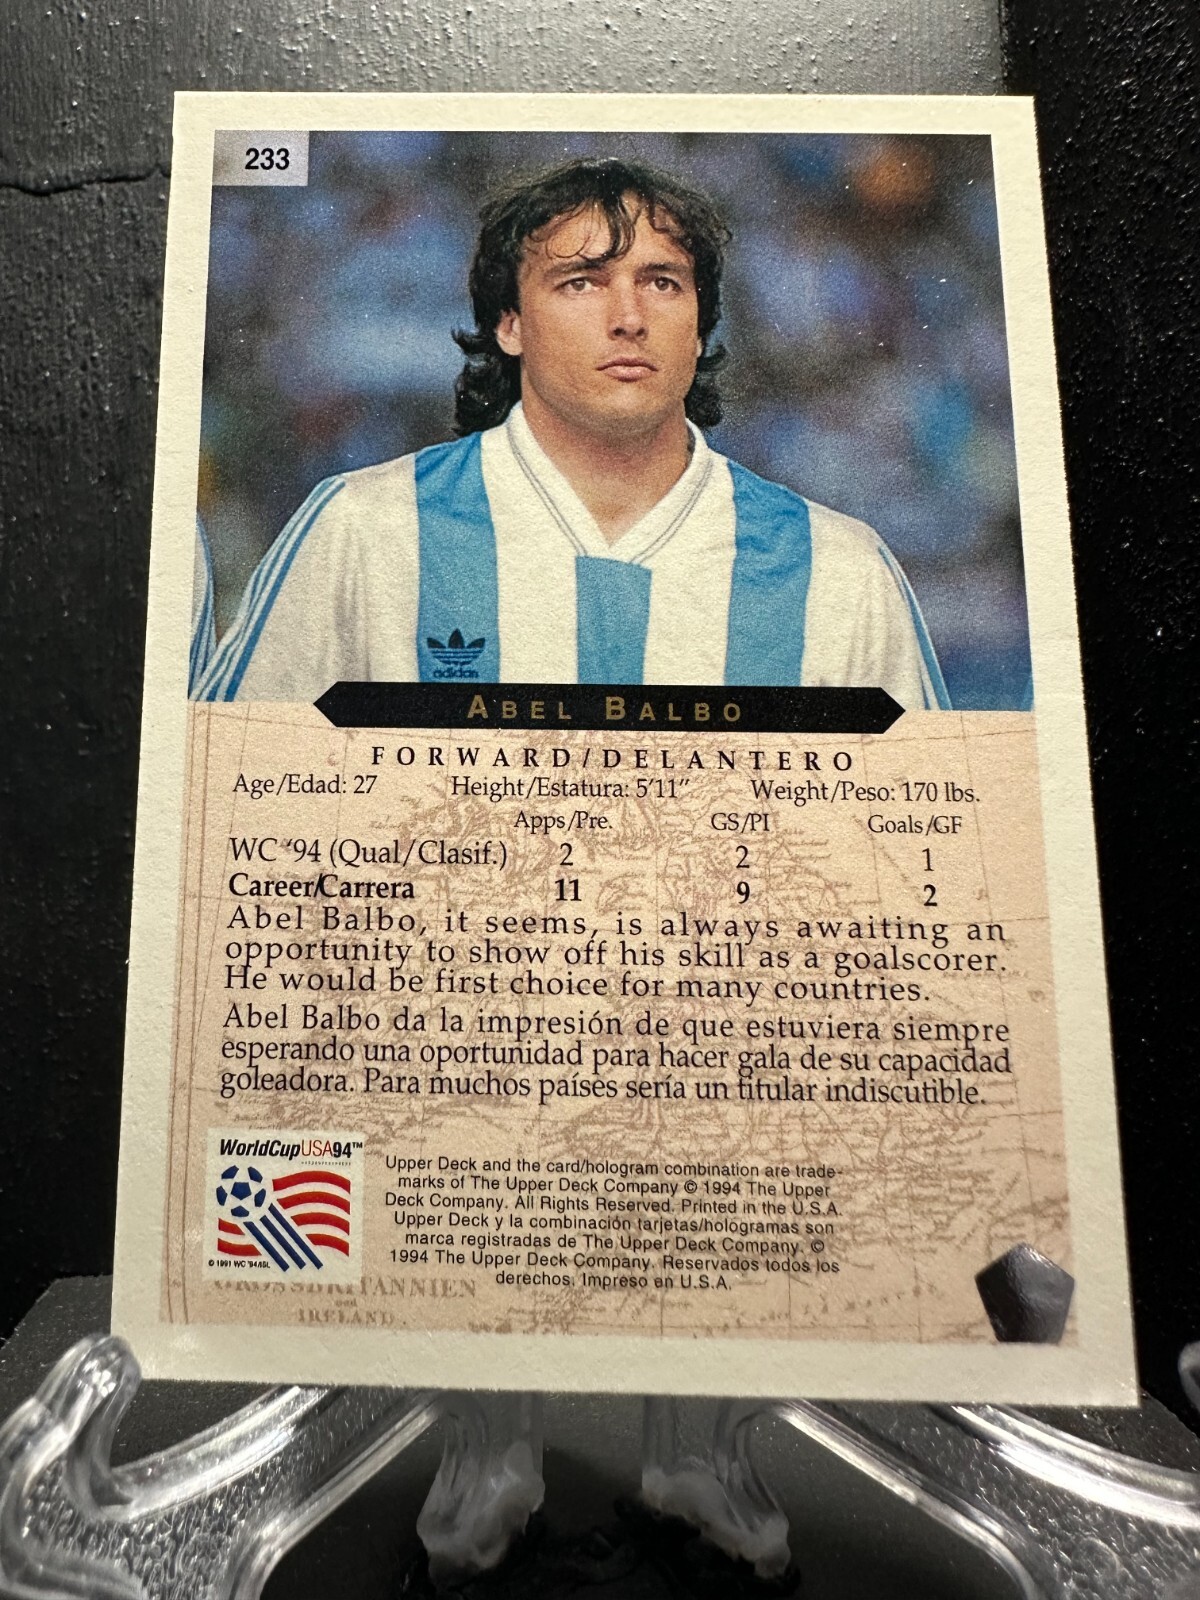 233
adidas
ABEL BALBO
FORWARD/DELANTERO
Age/Edad: 27 Height/Estatura: 5'11" Weight/Peso: 170 lbs.
Apps/Pre. GS/PI Goals/GF
WC '94 (Qual/Clasif.) 2 2 1
Career/Carrera 11 9 2
Abel Balbo, it seems, is always awaiting an
opportunity to show off his skill as a goalscorer.
He would be first choice for many countries.
Abel Balbo da la impresión de que estuviera siempre
esperando una oportunidad para hacer gala de su capacidad
goleadora. Para muchos países sería un titular indiscutible.
WorldCupUSA94™
© 1991 WC '94/ISL
Upper Deck and the card/hologram combination are trade-
marks of The Upper Deck Company © 1994 The Upper
Deck Company. All Rights Reserved. Printed in the U.S.A.
Upper Deck y la combinación tarjetas/hologramas son
marca registradas de The Upper Deck Company. ©
1994 The Upper Deck Company. Reservados todos los
derechos. Impreso en U.S.A.
GROSSBRITANNIEN
und
IRELAND.